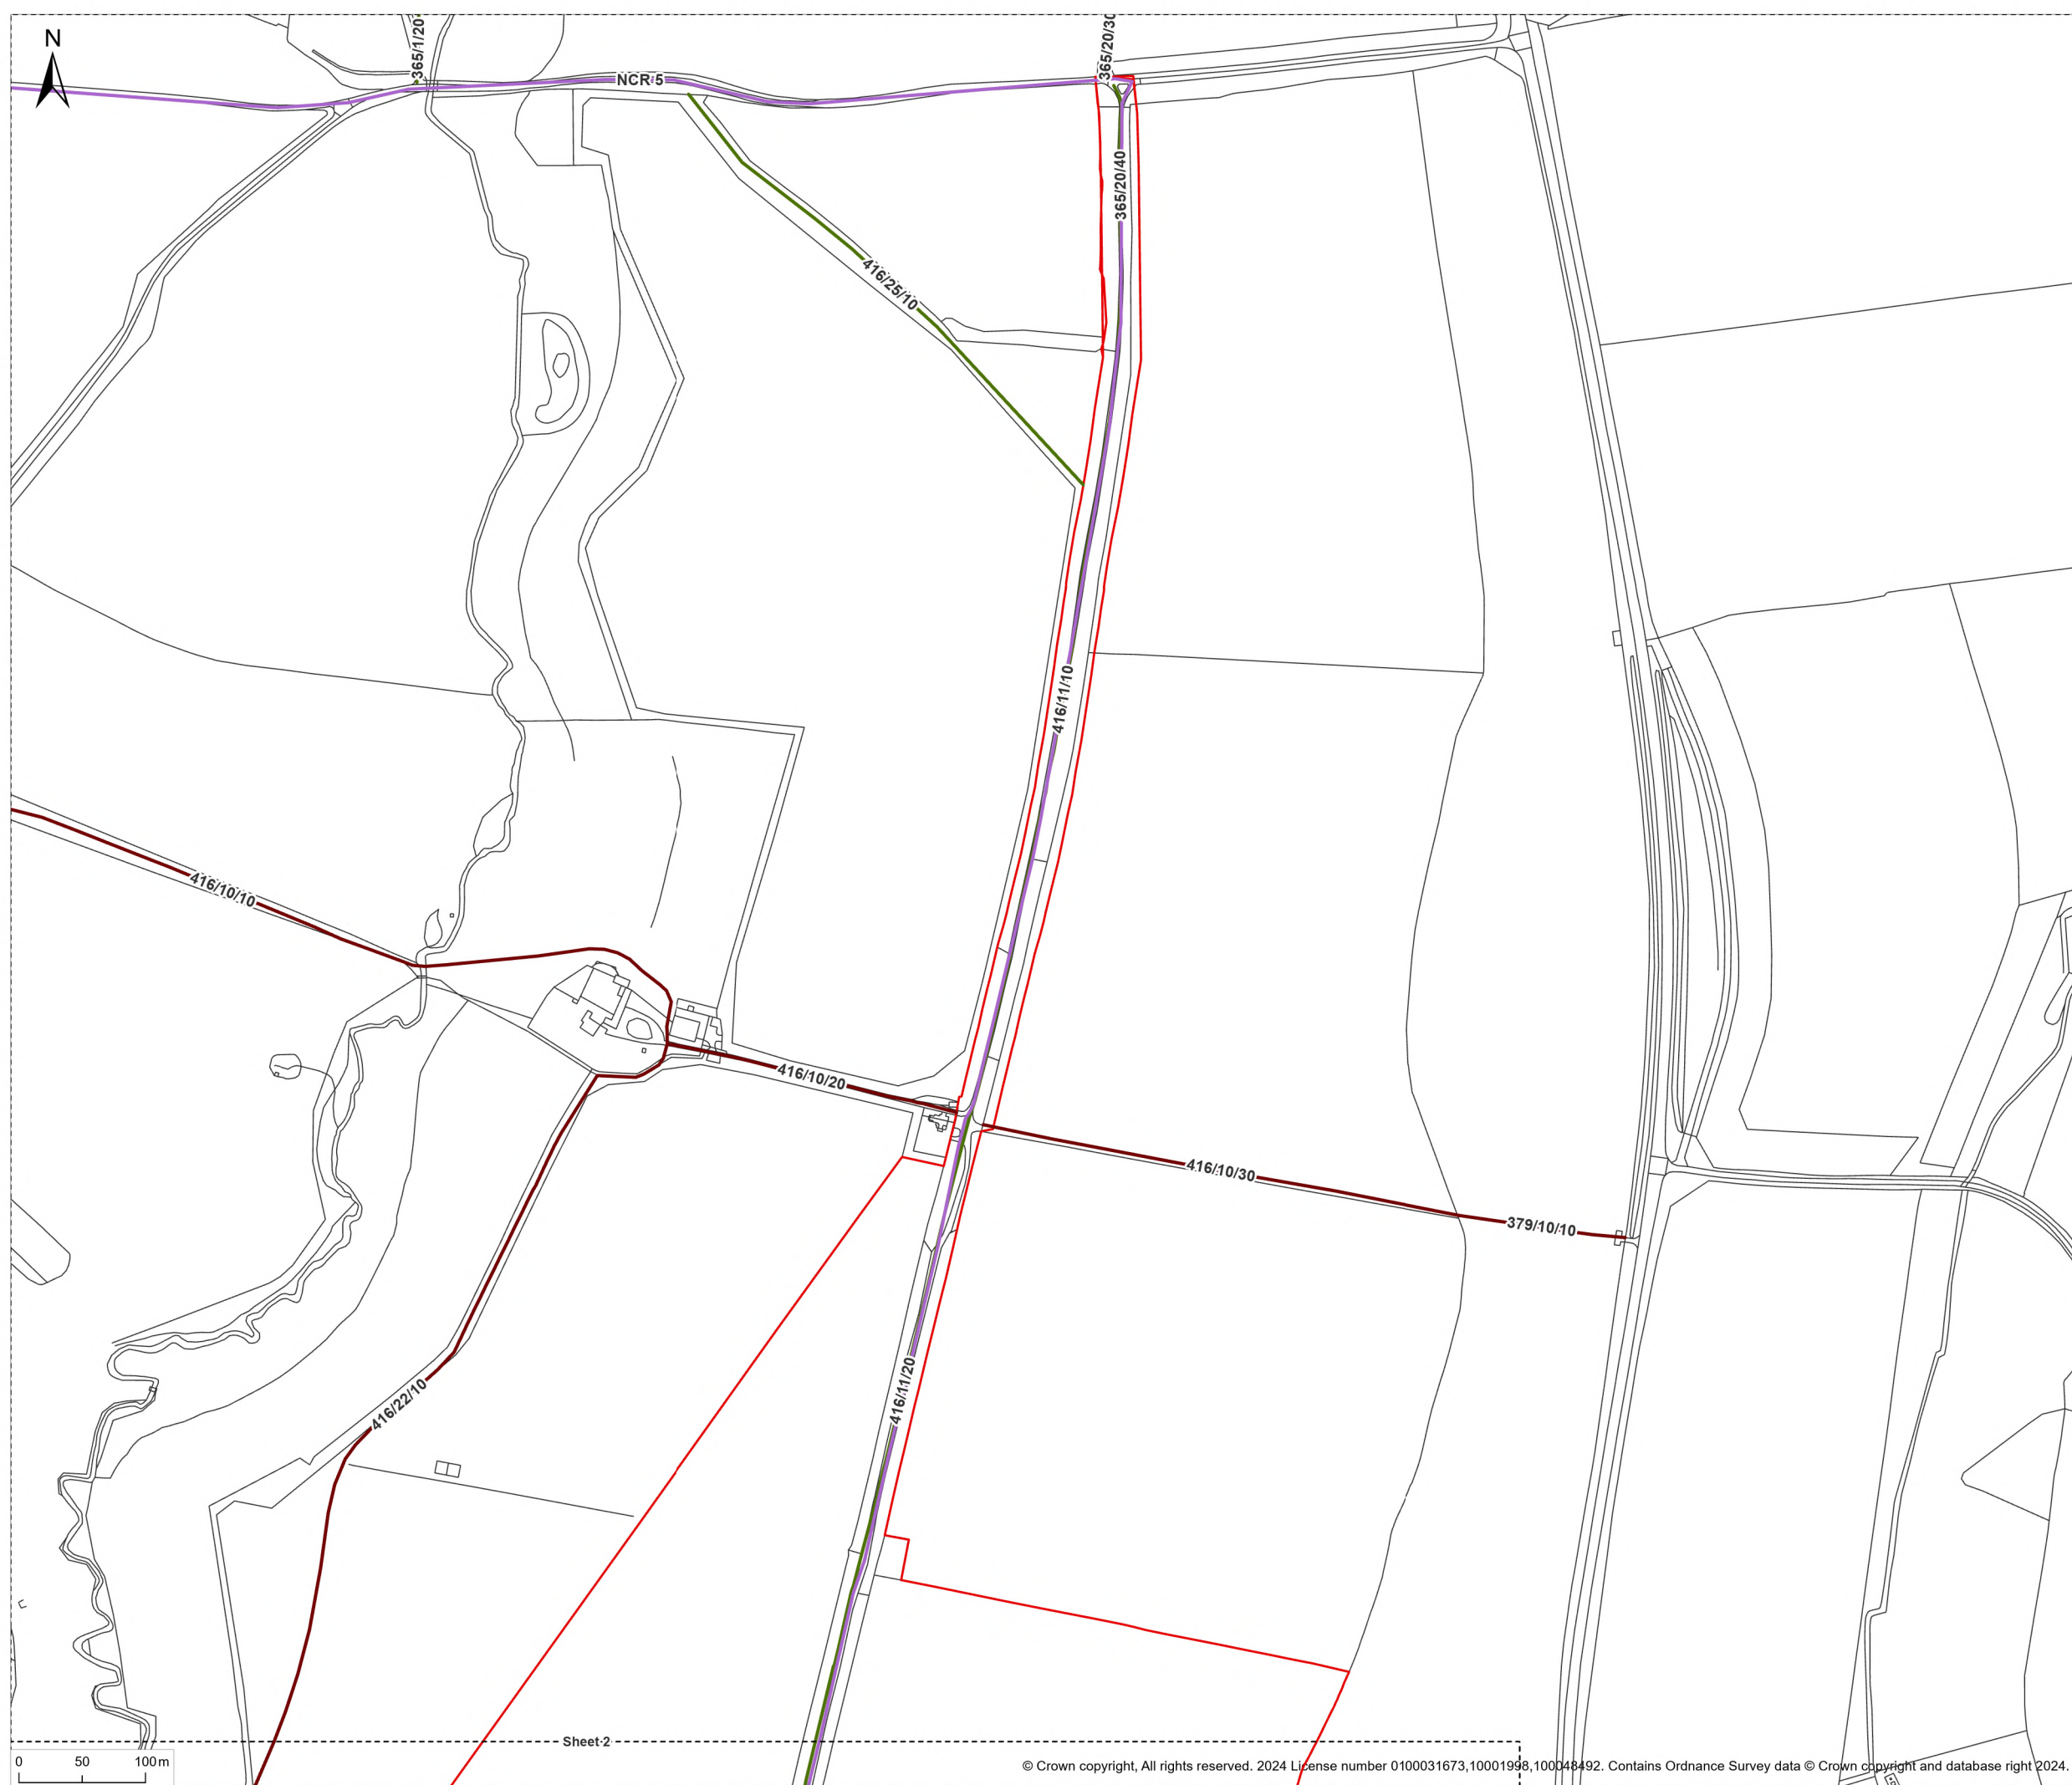 N
365/1/20
NCR 5
365/20/30
365/20/40
416/25/10
416/11/10
416/10/10
416/10/20
416/10/30
379/10/10
416/22/10
416/11/20
Sheet 2
0 50 100 m
© Crown copyright, All rights reserved. 2024 License number 0100031673,10001998,100048492. Contains Ordnance Survey data © Crown copyright and database right 2024.